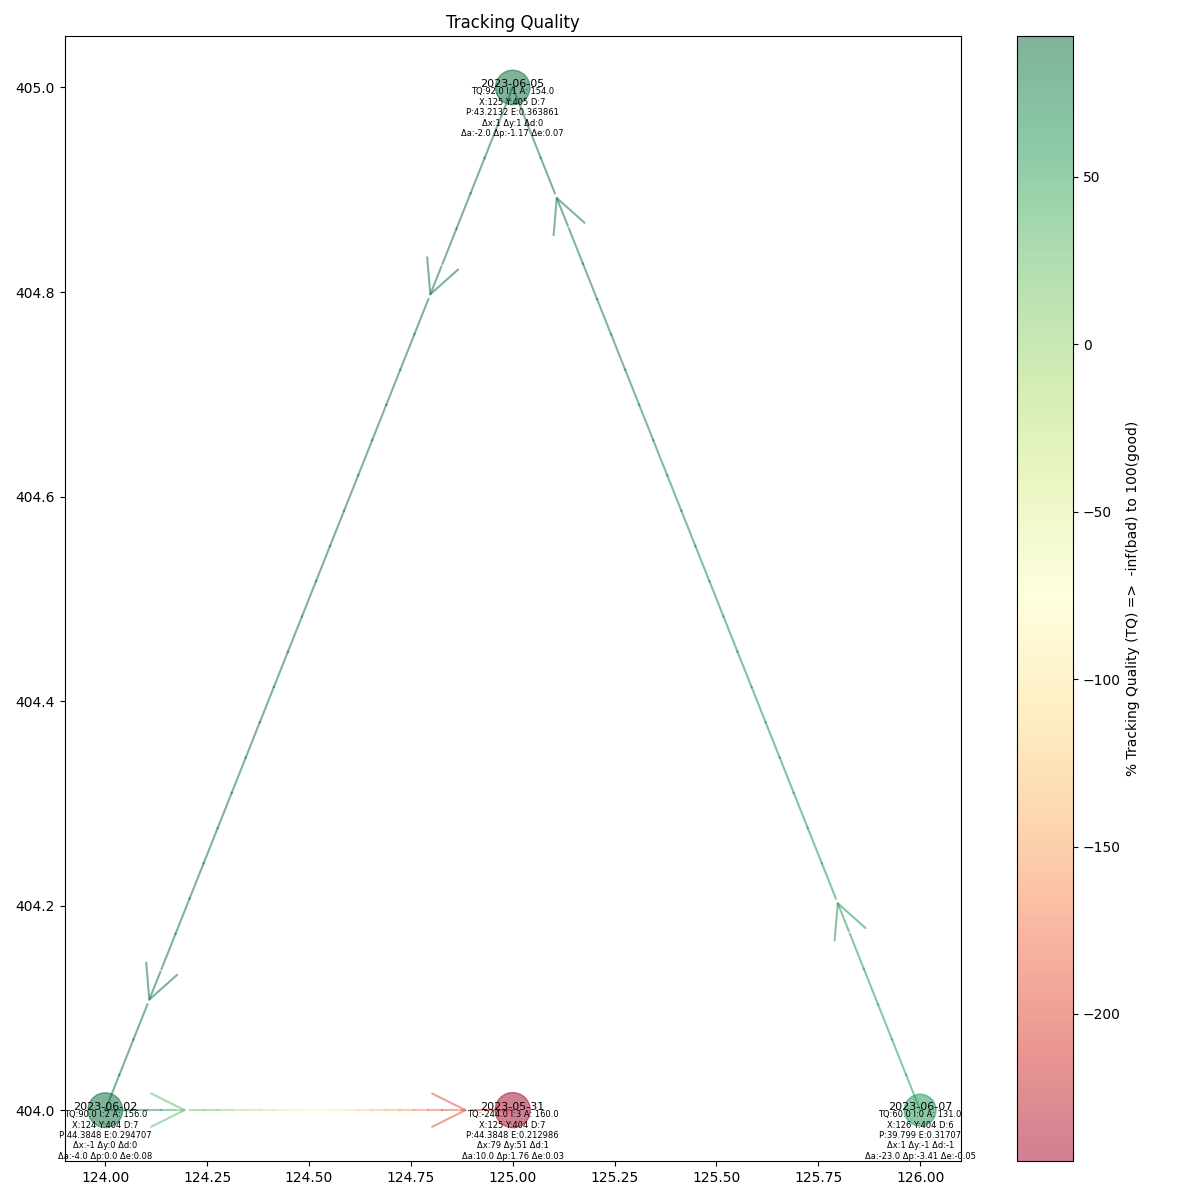 Tracking Quality
405.0
404.8
404.6
404.4
404.2
404.0
2023-06-05
TQ:92.0 I:1 A: 154.0
X:125 Y:405 D:7
P:43.2132 E:0.363861
Δx:1 Δy:1 Δd:0
Δa:-2.0 Δp:-1.17 Δe:0.07
2023-06-02
TQ:90.0 I:2 A: 156.0
X:124 Y:404 D:7
P:44.3848 E:0.294707
Δx:-1 Δy:0 Δd:0
Δa:-4.0 Δp:0.0 Δe:0.08
2023-05-31
TQ:-244.0 I:3 A: 160.0
X:125 Y:404 D:7
P:44.3848 E:0.212986
Δx:79 Δy:51 Δd:1
Δa:10.0 Δp:1.76 Δe:0.03
2023-06-07
TQ:60.0 I:0 A: 131.0
X:126 Y:404 D:6
P:39.799 E:0.31707
Δx:1 Δy:-1 Δd:-1
Δa:-23.0 Δp:-3.41 Δe:-0.05
124.00
124.25
124.50
124.75
125.00
125.25
125.50
125.75
126.00
50
0
−50
−100
−150
−200
% Tracking Quality (TQ) =>  -inf(bad) to 100(good)